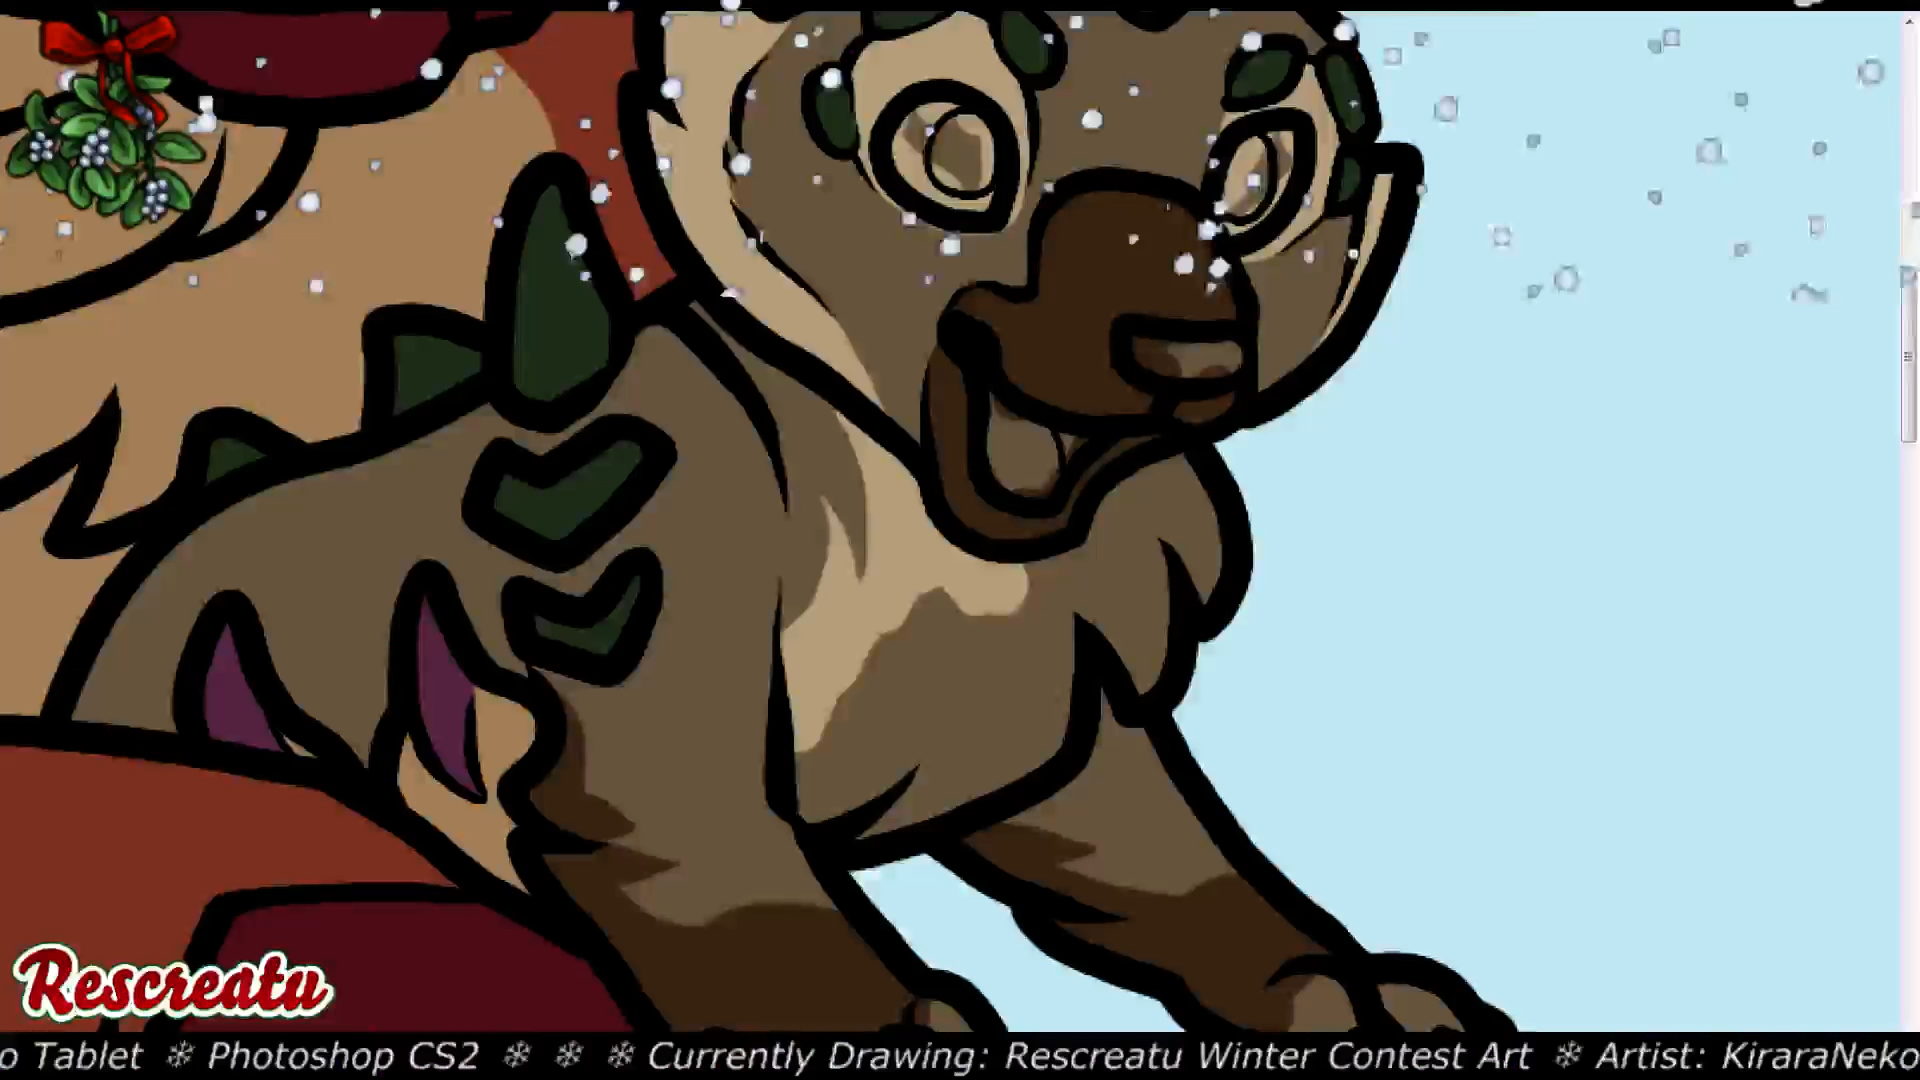 Rescreatu
o Tablet ❄ Photoshop CS2 ❄ ❄ ❄ Currently Drawing: Rescreatu Winter Contest Art ❄ Artist: KiraraNeko